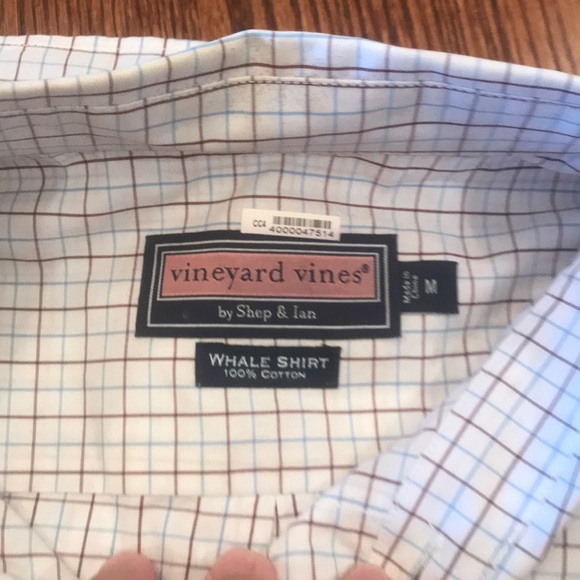 CC4
4000047514
vineyard vines®
by Shep & Ian
Made in
China
M
WHALE SHIRT
100% COTTON